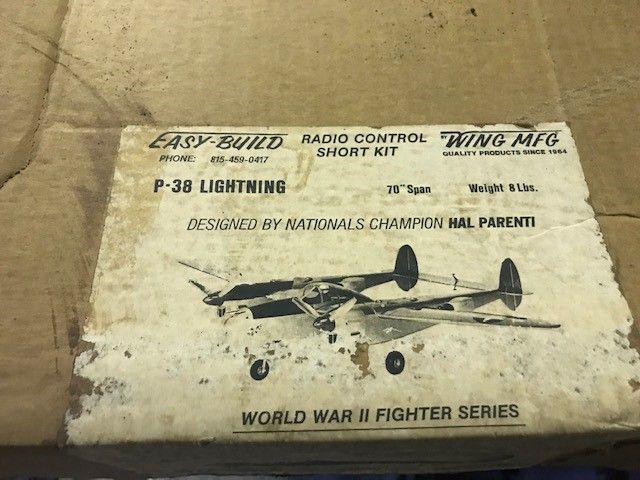 EASY-BUILD RADIO CONTROL BY WING MFG
PHONE: 815-459-0417 SHORT KIT QUALITY PRODUCTS SINCE 1964
P-38 LIGHTNING 70" Span Weight 8 Lbs.
DESIGNED BY NATIONALS CHAMPION HAL PARENTI
WORLD WAR II FIGHTER SERIES